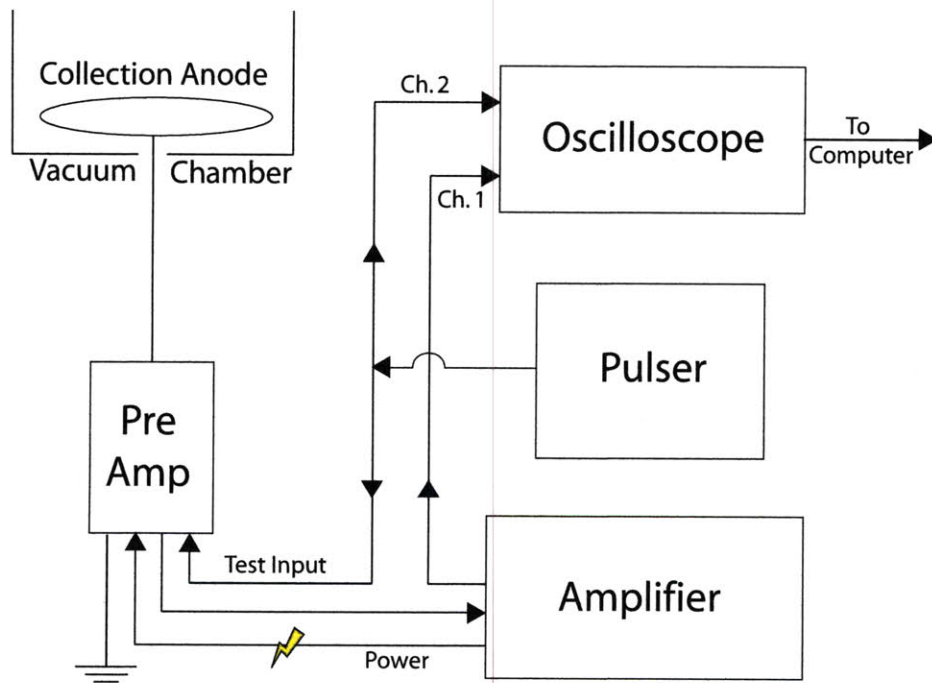 Collection Anode
Vacuum Chamber
Ch. 2
Ch. 1
Oscilloscope
To
Computer
Pulser
Pre
Amp
Test Input
Amplifier
Power